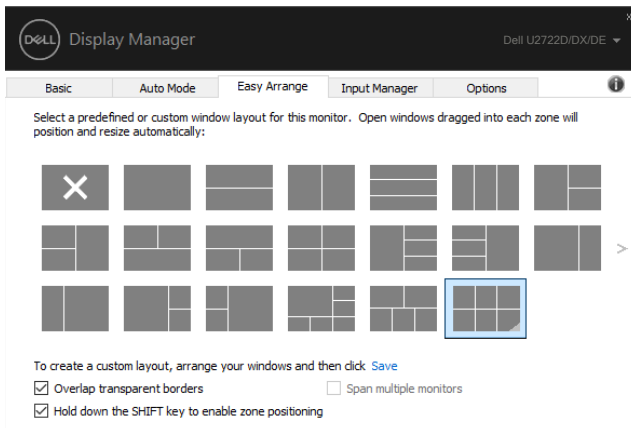 DELL Display Manager Dell U2722D/DX/DE
Basic Auto Mode Easy Arrange Input Manager Options
Select a predefined or custom window layout for this monitor. Open windows dragged into each zone will
position and resize automatically:
To create a custom layout, arrange your windows and then click Save
Overlap transparent borders Span multiple monitors
Hold down the SHIFT key to enable zone positioning